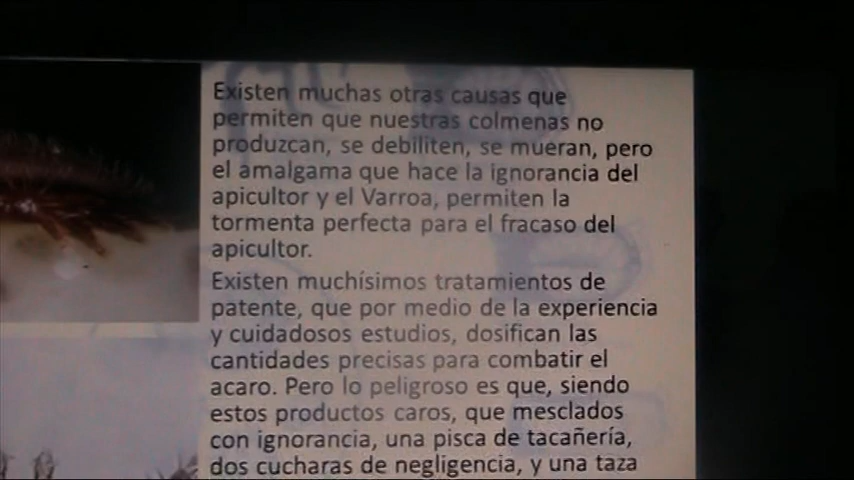 Existen muchas otras causas que
permiten que nuestras colmenas no
produzcan, se debiliten, se mueran, pero
el amalgama que hace la ignorancia del
apicultor y el Varroa, permiten la
tormenta perfecta para el fracaso del
apicultor.
Existen muchísimos tratamientos de
patente, que por medio de la experiencia
y cuidadosos estudios, dosifican las
cantidades precisas para combatir el
acaro. Pero lo peligroso es que, siendo
estos productos caros, que mesclados
con ignorancia, una pisca de tacañería,
dos cucharas de negligencia, y una taza